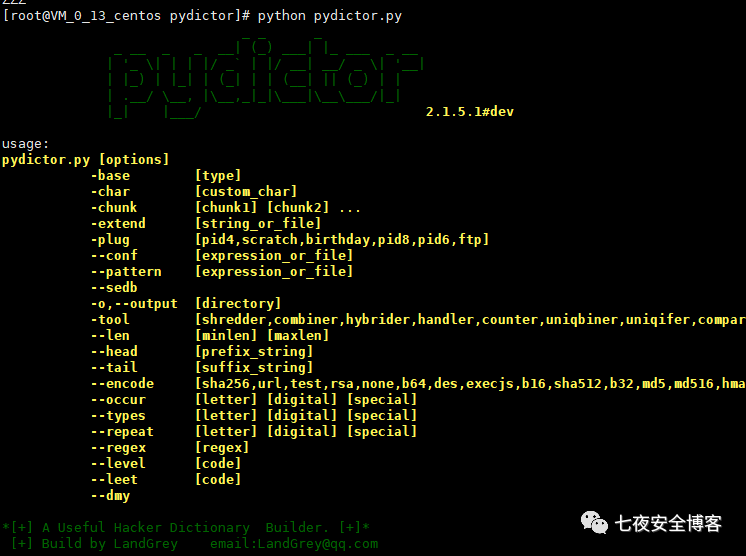 ZZZ
[root@VM_0_13_centos pydictor]# python pydictor.py
pydictor
2.1.5.1#dev
usage:
pydictor.py [options]
-base [type]
-char [custom_char]
-chunk [chunk1] [chunk2] ...
-extend [string_or_file]
-plug [pid4,scratch,birthday,pid8,pid6,ftp]
--conf [expression_or_file]
--pattern [expression_or_file]
--sedb
-o,--output [directory]
-tool [shredder,combiner,hybrider,handler,counter,uniqbiner,uniqifer,compar
--len [minlen] [maxlen]
--head [prefix_string]
--tail [suffix_string]
--encode [sha256,url,test,rsa,none,b64,des,execjs,b16,sha512,b32,md5,md516,hma
--occur [letter] [digital] [special]
--types [letter] [digital] [special]
--repeat [letter] [digital] [special]
--regex [regex]
--level [code]
--leet [code]
--dmy
*[+] A Useful Hacker Dictionary  Builder. [+]*
[+] Build by LandGrey    email:LandGrey@qq.com
七夜安全博客